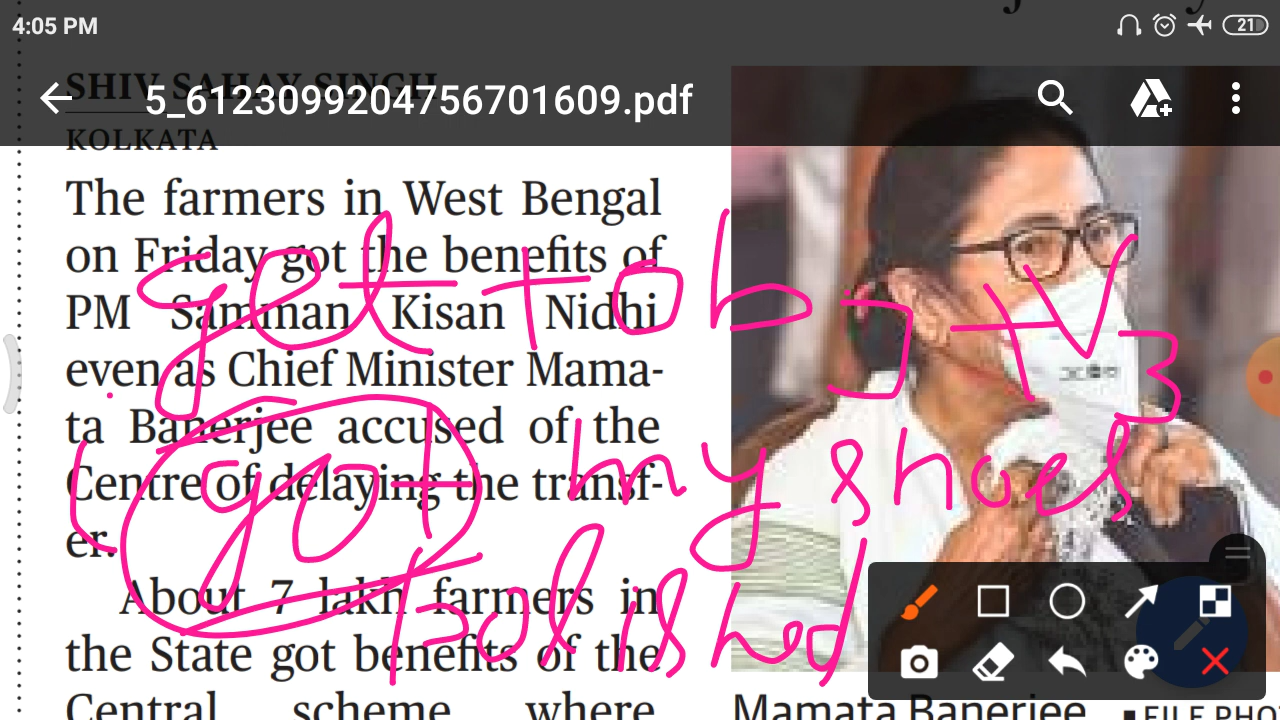 4:05 PM
21
SHIV SAHAY SINGH
5_6123099204756701609.pdf
KOLKATA
The farmers in West Bengal
on Friday got the benefits of
PM Samman Kisan Nidhi
even as Chief Minister Mama-
ta Banerjee accused of the
Centre of delaying the transf-
er.
About 7 lakh farmers in
the State got benefits of the
Central scheme where
get + obj + V3
got my shoes
polished
Mamata Banerjee
■ FILE PHO